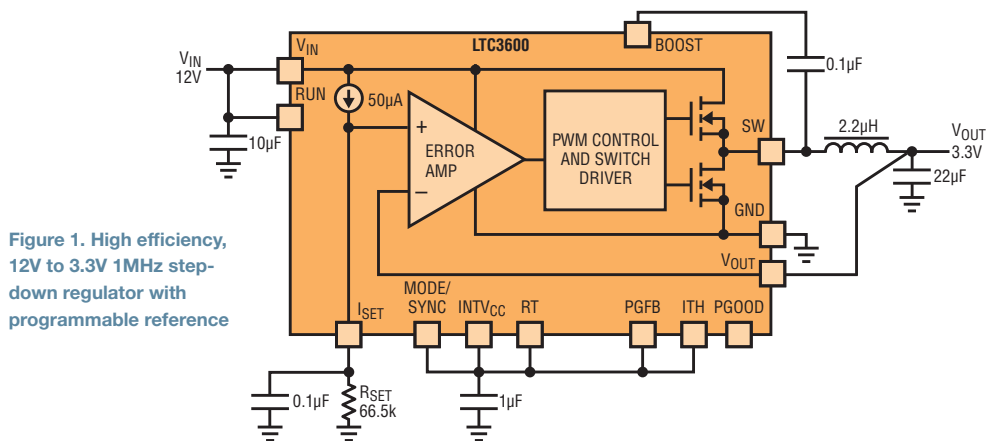 LTC3600
BOOST
VIN
VIN
12V
RUN
50µA
0.1µF
10µF
+
–
ERROR
AMP
PWM CONTROL
AND SWITCH
DRIVER
SW
2.2µH
VOUT
3.3V
22µF
GND
VOUT
Figure 1. High efficiency,
12V to 3.3V 1MHz step-
down regulator with
programmable reference
ISET
MODE/
SYNC
INTVCC
RT
PGFB
ITH
PGOOD
0.1µF
RSET
66.5k
1µF